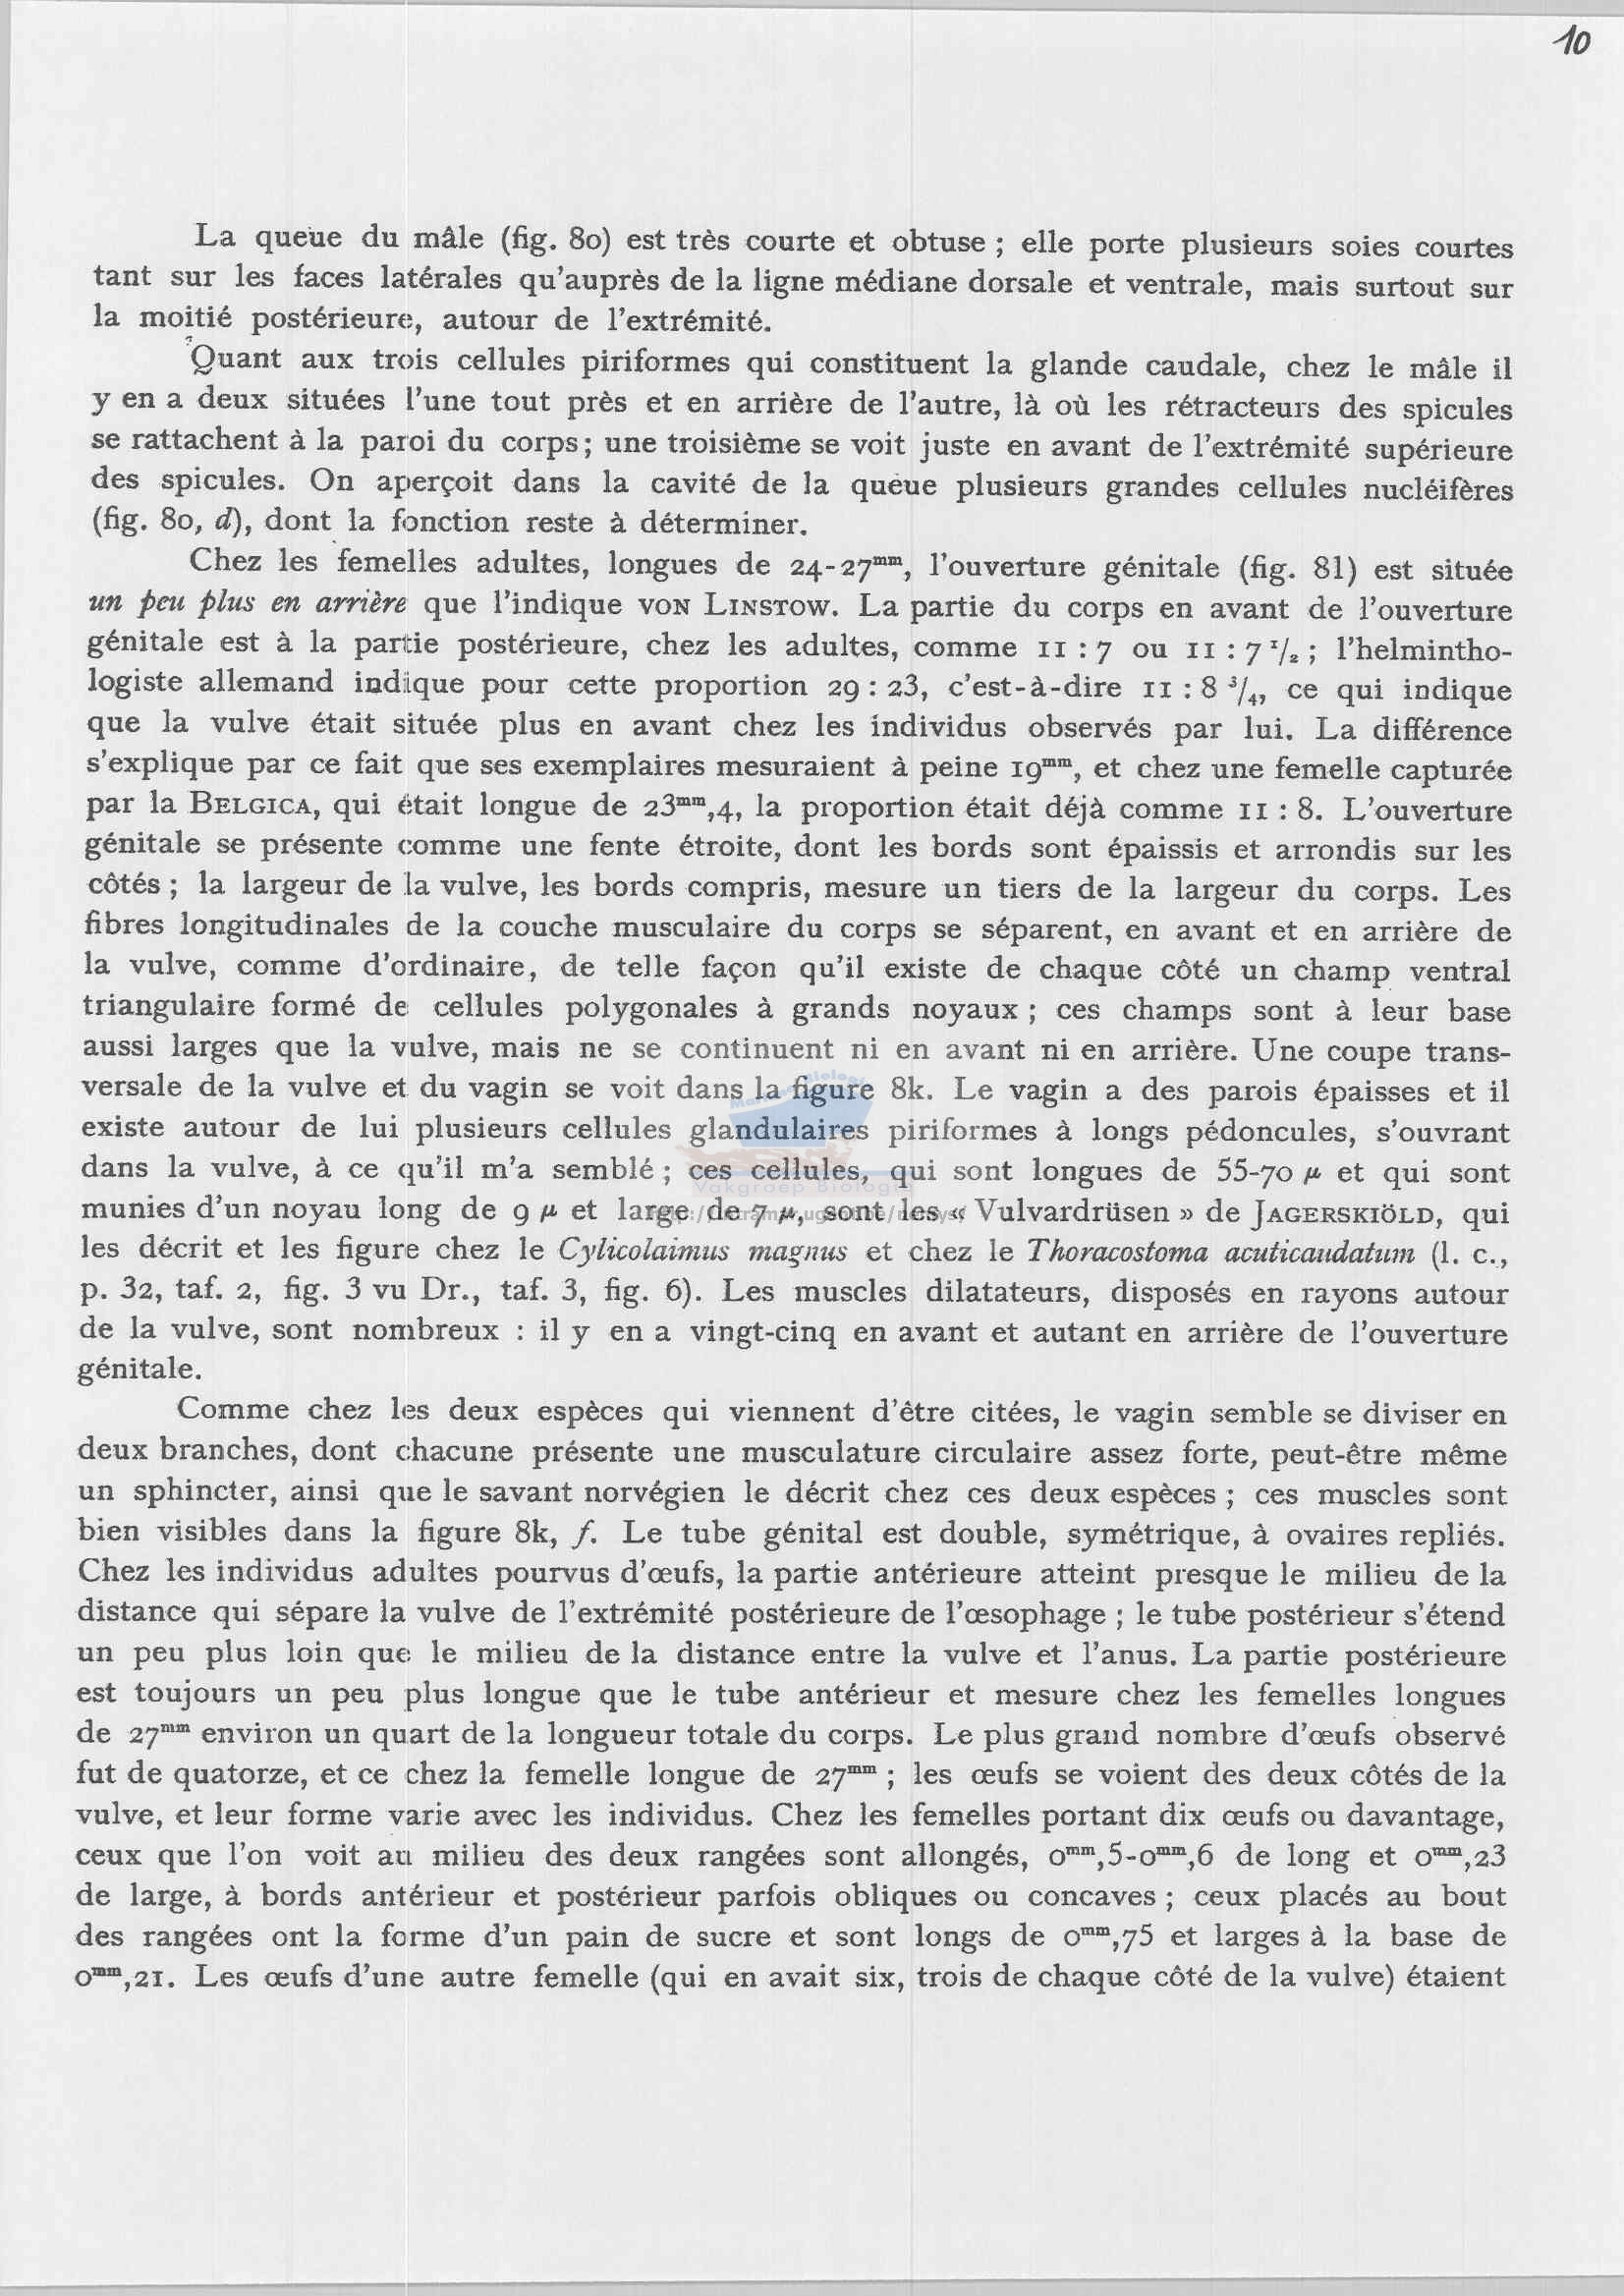 10
La queue du mâle (fig. 8o) est très courte et obtuse ; elle porte plusieurs soies courtes
tant sur les faces latérales qu'auprès de la ligne médiane dorsale et ventrale, mais surtout sur
la moitié postérieure, autour de l'extrémité.
Quant aux trois cellules piriformes qui constituent la glande caudale, chez le mâle il
y en a deux situées l'une tout près et en arrière de l'autre, là où les rétracteurs des spicules
se rattachent à la paroi du corps; une troisième se voit juste en avant de l'extrémité supérieure
des spicules. On aperçoit dans la cavité de la queue plusieurs grandes cellules nucléifères
(fig. 8o, d), dont la fonction reste à déterminer.
Chez les femelles adultes, longues de 24-27ᵐᵐ, l'ouverture génitale (fig. 8l) est située
un peu plus en arrière que l'indique VON LINSTOW. La partie du corps en avant de l'ouverture
génitale est à la partie postérieure, chez les adultes, comme 11 : 7 ou 11 : 7 1/2 ; l'helmintho-
logiste allemand indique pour cette proportion 29 : 23, c'est-à-dire 11 : 8 3/4, ce qui indique
que la vulve était située plus en avant chez les individus observés par lui. La différence
s'explique par ce fait que ses exemplaires mesuraient à peine 19ᵐᵐ, et chez une femelle capturée
par la BELGICA, qui était longue de 23ᵐᵐ,4, la proportion était déjà comme 11 : 8. L'ouverture
génitale se présente comme une fente étroite, dont les bords sont épaissis et arrondis sur les
côtés ; la largeur de la vulve, les bords compris, mesure un tiers de la largeur du corps. Les
fibres longitudinales de la couche musculaire du corps se séparent, en avant et en arrière de
la vulve, comme d'ordinaire, de telle façon qu'il existe de chaque côté un champ ventral
triangulaire formé de cellules polygonales à grands noyaux ; ces champs sont à leur base
aussi larges que la vulve, mais ne se continuent ni en avant ni en arrière. Une coupe trans-
versale de la vulve et du vagin se voit dans la figure 8k. Le vagin a des parois épaisses et il
existe autour de lui plusieurs cellules glandulaires piriformes à longs pédoncules, s'ouvrant
dans la vulve, à ce qu'il m'a semblé ; ces cellules, qui sont longues de 55-70 µ et qui sont
Vakgroep Biologie
munies d'un noyau long de 9 µ et large de 7 µ, sont les « Vulvardrüsen » de JAGERSKIÖLD, qui
les décrit et les figure chez le Cylicolaimus magnus et chez le Thoracostoma acuticaudatum (l. c.,
p. 32, taf. 2, fig. 3 vu Dr., taf. 3, fig. 6). Les muscles dilatateurs, disposés en rayons autour
de la vulve, sont nombreux : il y en a vingt-cinq en avant et autant en arrière de l'ouverture
génitale.
Comme chez les deux espèces qui viennent d'être citées, le vagin semble se diviser en
deux branches, dont chacune présente une musculature circulaire assez forte, peut-être même
un sphincter, ainsi que le savant norvégien le décrit chez ces deux espèces ; ces muscles sont
bien visibles dans la figure 8k, f. Le tube génital est double, symétrique, à ovaires repliés.
Chez les individus adultes pourvus d'œufs, la partie antérieure atteint presque le milieu de la
distance qui sépare la vulve de l'extrémité postérieure de l'œsophage ; le tube postérieur s'étend
un peu plus loin que le milieu de la distance entre la vulve et l'anus. La partie postérieure
est toujours un peu plus longue que le tube antérieur et mesure chez les femelles longues
de 27ᵐᵐ environ un quart de la longueur totale du corps. Le plus grand nombre d'œufs observé
fut de quatorze, et ce chez la femelle longue de 27ᵐᵐ ; les œufs se voient des deux côtés de la
vulve, et leur forme varie avec les individus. Chez les femelles portant dix œufs ou davantage,
ceux que l'on voit au milieu des deux rangées sont allongés, 0ᵐᵐ,5-0ᵐᵐ,6 de long et 0ᵐᵐ,23
de large, à bords antérieur et postérieur parfois obliques ou concaves ; ceux placés au bout
des rangées ont la forme d'un pain de sucre et sont longs de 0ᵐᵐ,75 et larges à la base de
0ᵐᵐ,21. Les œufs d'une autre femelle (qui en avait six, trois de chaque côté de la vulve) étaient